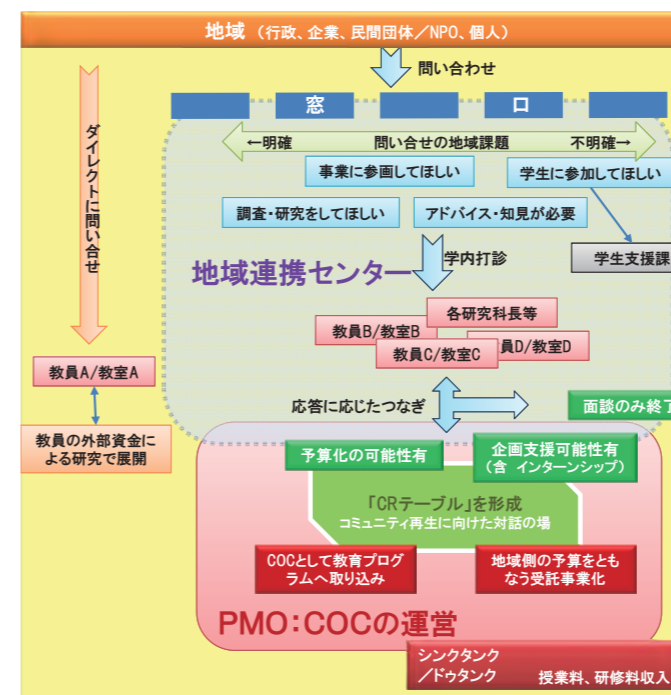 地域 (行政、企業、民間団体／NPO、個人)
問い合わせ
窓
口
ダイレクトに問い合せ
←明確
問い合せの地域課題
不明確→
事業に参画してほしい
学生に参加してほしい
調査・研究をしてほしい
アドバイス・知見が必要
地域連携センター
学内打診
学生支援課
各研究科長等
教員B/教室B
員D/教室D
教員C/教室C
教員A/教室A
応答に応じたつなぎ
面談のみ終了
教員の外部資金に
よる研究で展開
予算化の可能性有
企画支援可能性有
(含 インターンシップ)
「CRテーブル」を形成
コミュニティ再生に向けた対話の場
COCとして教育プログ
ラムへ取り込み
地域側の予算をとも
なう受託事業化
PMO：COCの運営
シンクタンク
／ドゥタンク
授業料、研修料収入